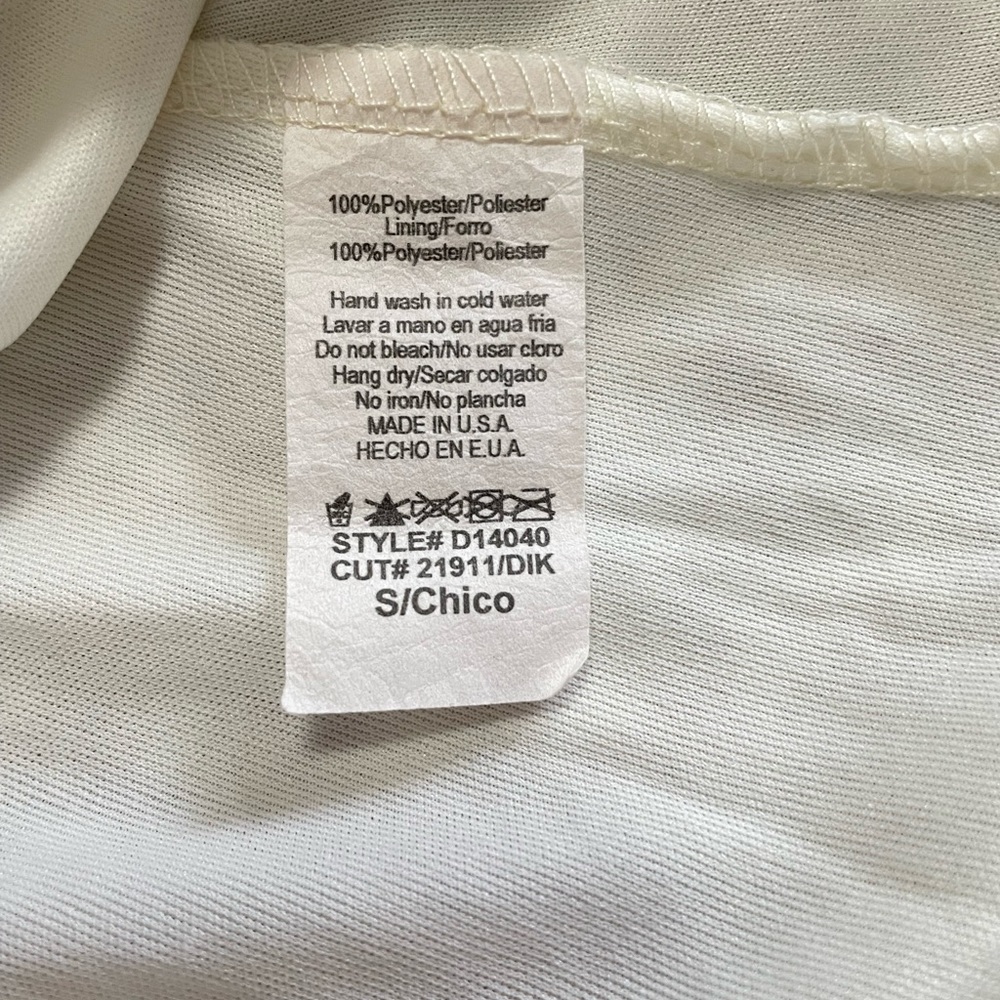 100%Polyester/Poliester
Lining/Forro
100%Polyester/Poliester
Hand wash in cold water
Lavar a mano en agua fria
Do not bleach/No usar cloro
Hang dry/Secar colgado
No iron/No plancha
MADE IN U.S.A.
HECHO EN E.U.A.
STYLE# D14040
CUT# 21911/DIK
S/Chico